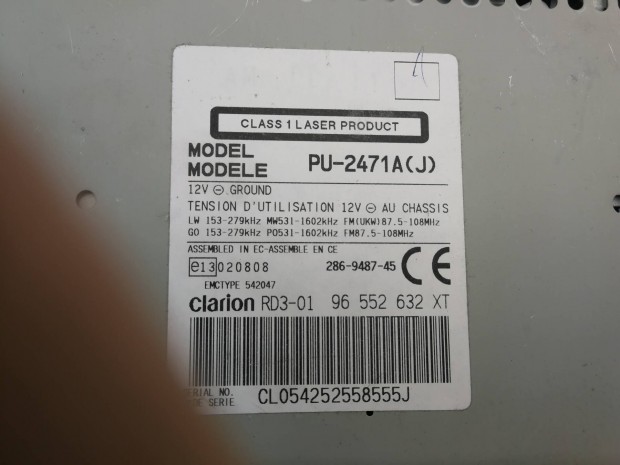 CLASS 1 LASER PRODUCT
MODEL
MODELE PU-2471A(J)
12V ⊖ GROUND
TENSION D'UTILISATION 12V ⊖ AU CHASSIS
LW 153-279kHz MW531-1602kHz FM(UKW)87.5-108MHz
GO 153-279kHz PO531-1602kHz FM87.5-108MHz
ASSEMBLED IN EC-ASSEMBLE EN CE
e13 020808 286-9487-45 CE
EMCTYPE 542047
clarion RD3-01 96 552 632 XT
NO.
SERIE CL054252558555J